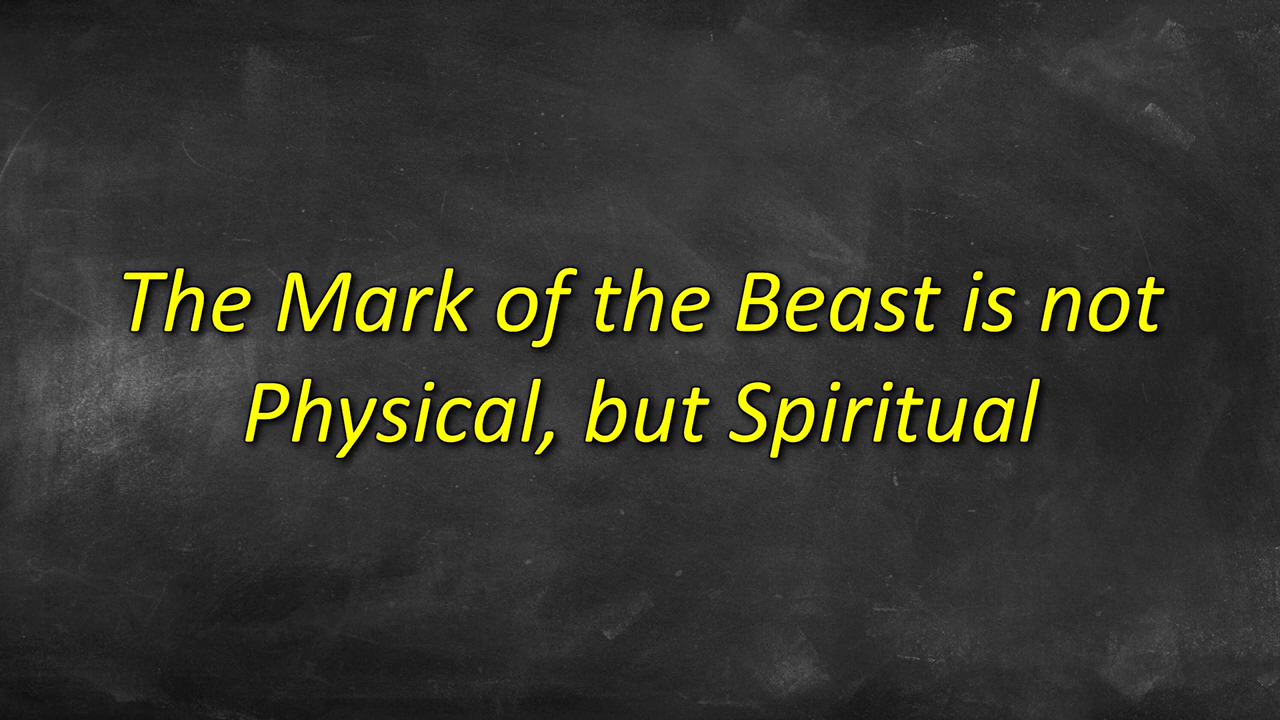 The Mark of the Beast is not
Physical, but Spiritual